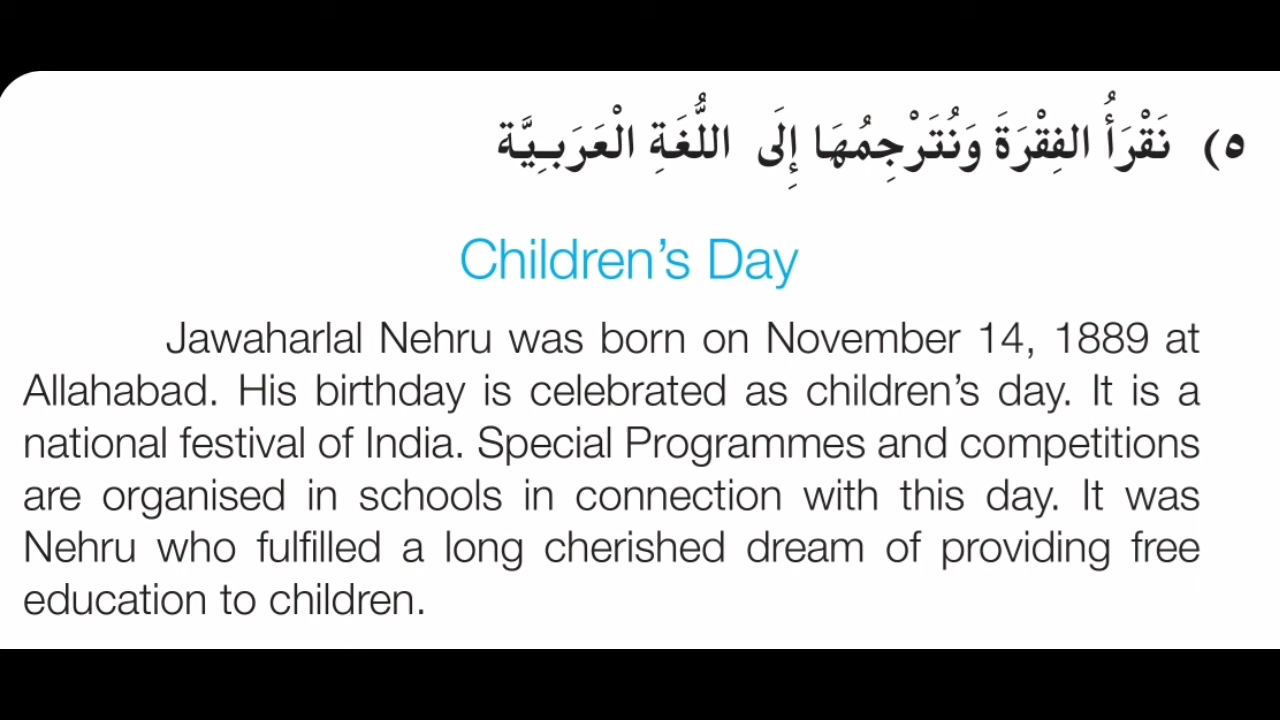 ٥) نَقْرَأُ الفِقْرَةَ وَنُتَرْجِمُهَا إِلَى اللُّغَةِ الْعَرَبِيَّة
Children's Day
Jawaharlal Nehru was born on November 14, 1889 at
Allahabad. His birthday is celebrated as children's day. It is a
national festival of India. Special Programmes and competitions
are organised in schools in connection with this day. It was
Nehru who fulfilled a long cherished dream of providing free
education to children.